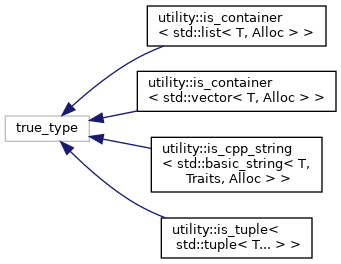 utility::is_container
< std::list< T, Alloc > >
utility::is_container
< std::vector< T, Alloc > >
true_type
utility::is_cpp_string
< std::basic_string< T,
Traits, Alloc > >
utility::is_tuple<
std::tuple< T... > >